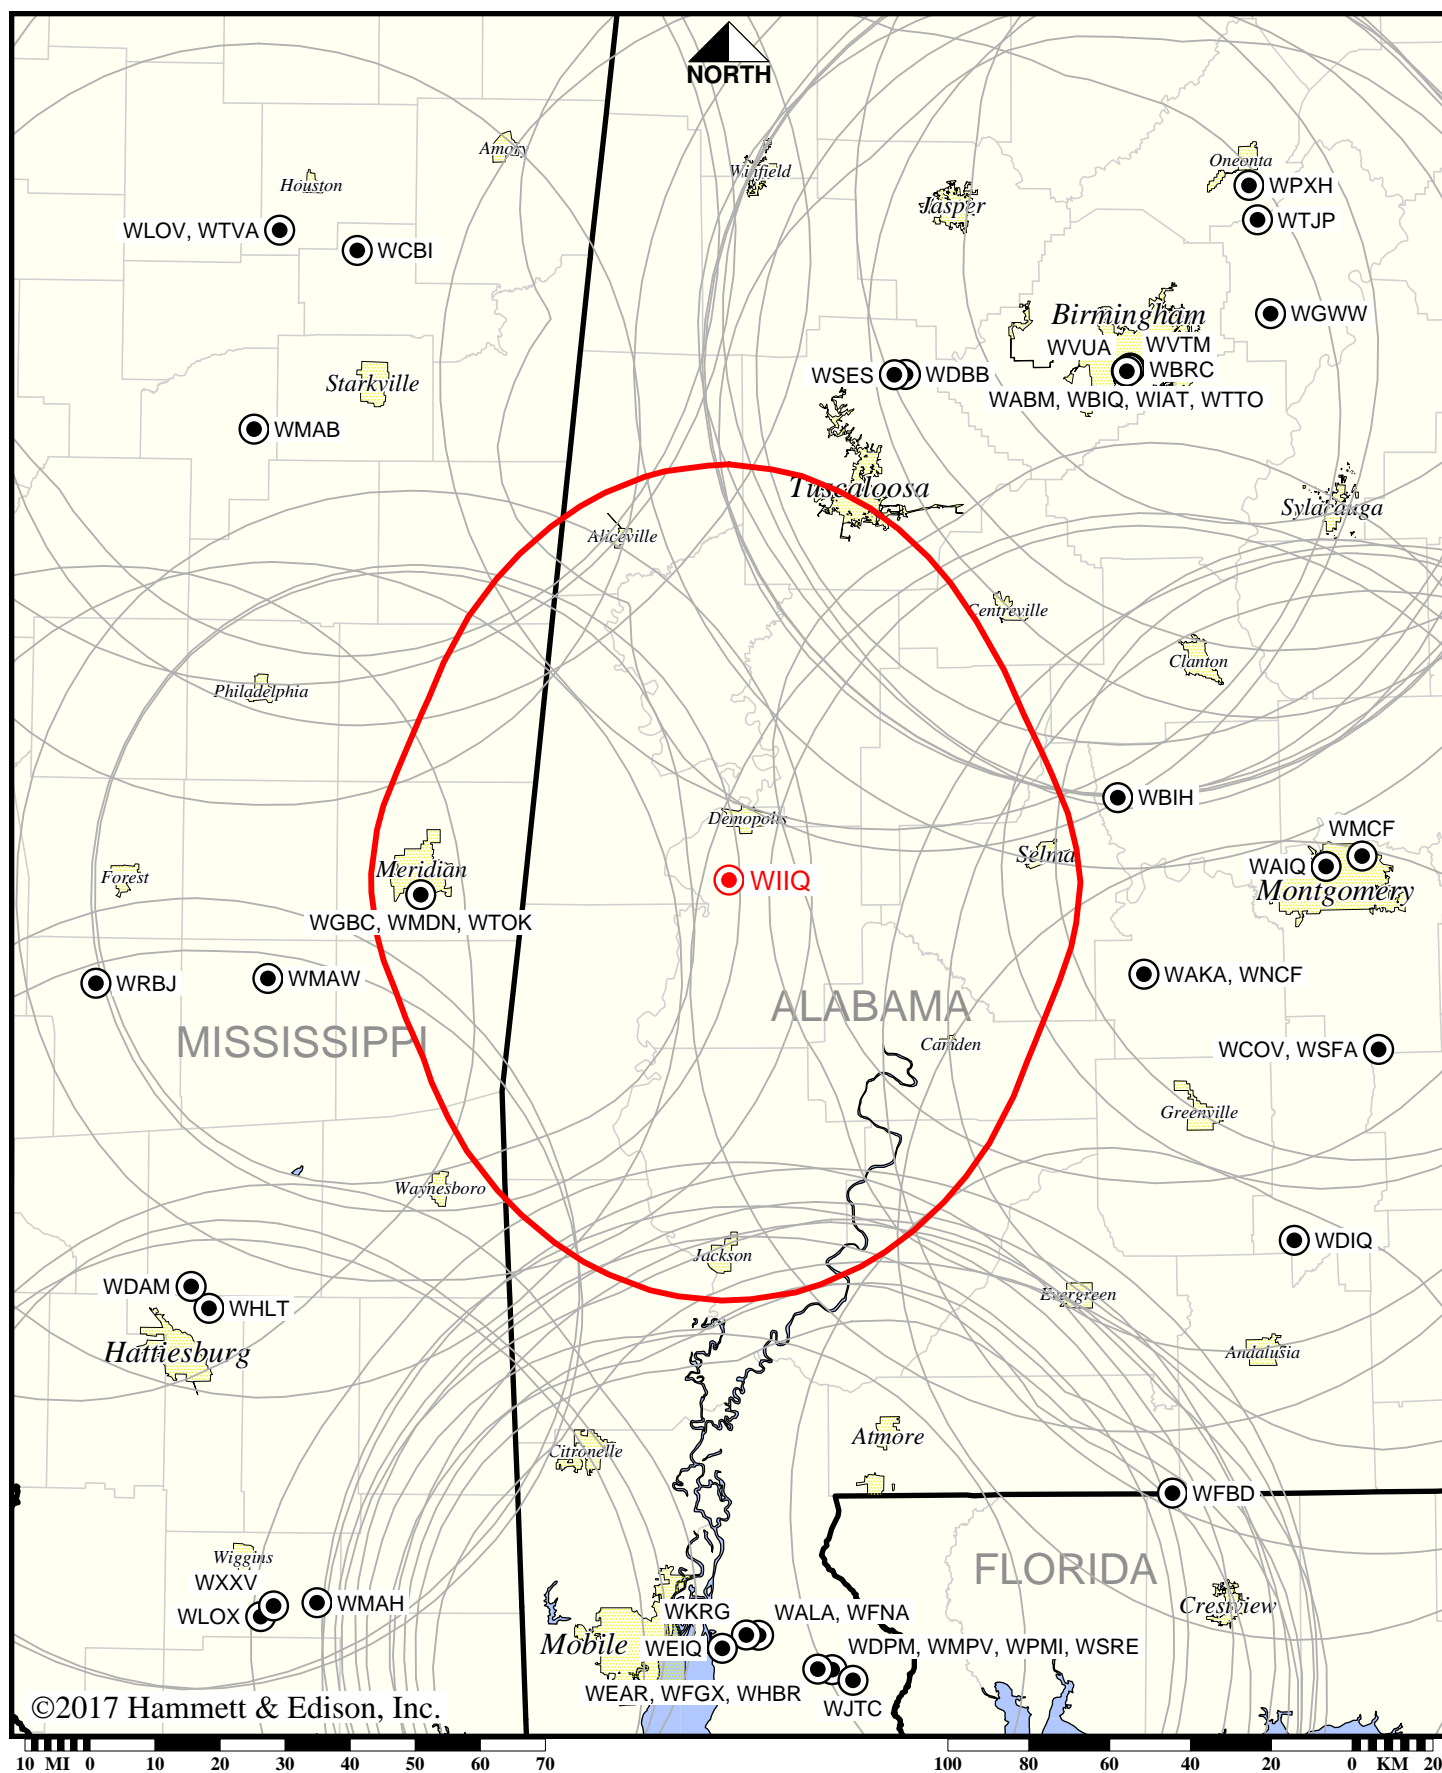 NORTH
Amory
Houston
Winfield
Oneonta
Jasper
WPXH
WLOV, WTVA
WTJP
WCBI
Birmingham
WGWW
WVUA
WVTM
WSES
WDBB
WBRC
Starkville
WABM, WBIQ, WIAT, WTTO
WMAB
Tuscaloosa
Sylacauga
Aliceville
Centreville
Clanton
Philadelphia
WBIH
Demopolis
WMCF
Selma
Meridian
WAIQ
Forest
WIIQ
Montgomery
WGBC, WMDN, WTOK
WRBJ
WMAW
WAKA, WNCF
ALABAMA
MISSISSIPPI
Camden
WCOV, WSFA
Greenville
Waynesboro
WDIQ
Jackson
WDAM
Evergreen
WHLT
Hattiesburg
Andalusia
Atmore
Citronelle
WFBD
Wiggins
FLORIDA
WXXV
WMAH
Crestview
WLOX
WKRG
WALA, WFNA
Mobile
WEIQ
WDPM, WMPV, WPMI, WSRE
WEAR, WFGX, WHBR
WJTC
©2017 Hammett & Edison, Inc.
10 MI 0 10 20 30 40 50 60 70
100 80 60 40 20 0 KM 20